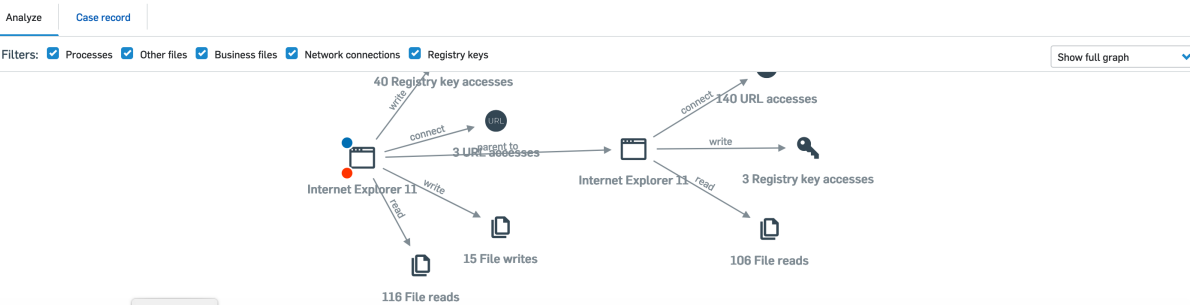 Analyze
Case record
Filters:
Processes
Other files
Business files
Network connections
Registry keys
Show full graph
40 Registry key accesses
write
connect
URL
parent to
3 URL accesses
Internet Explorer 11
write
read
15 File writes
116 File reads
connect
140 URL accesses
write
3 Registry key accesses
Internet Explorer 11
read
106 File reads